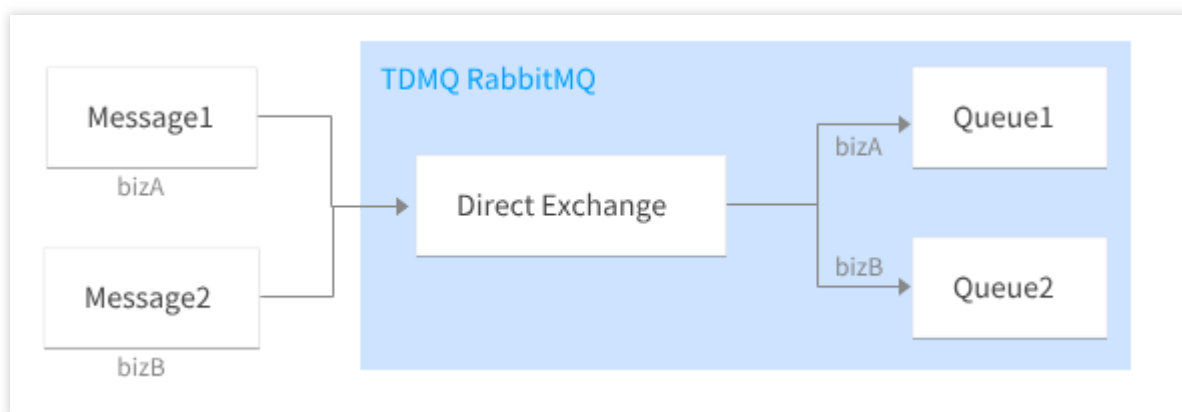 TDMQ RabbitMQ
Message1
bizA
Message2
bizB
Direct Exchange
bizA
Queue1
bizB
Queue2